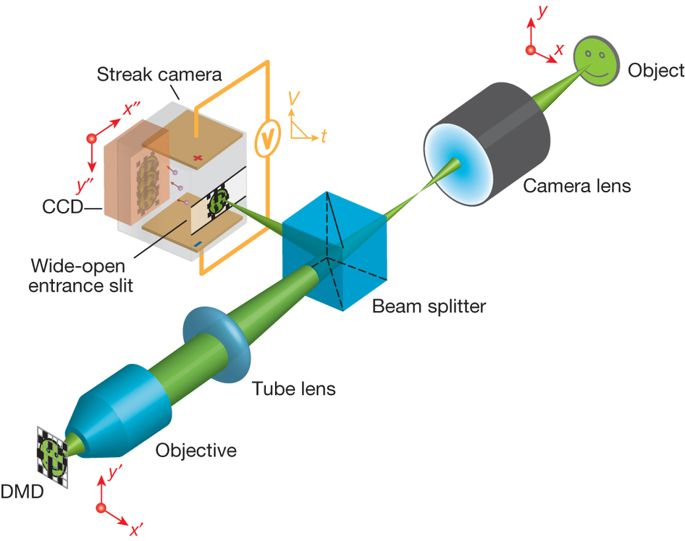 y
x
Object
Streak camera
x″
y″
V
t
V
+
-
CCD
Camera lens
Wide-open
entrance slit
Beam splitter
Tube lens
Objective
DMD
y′
x′